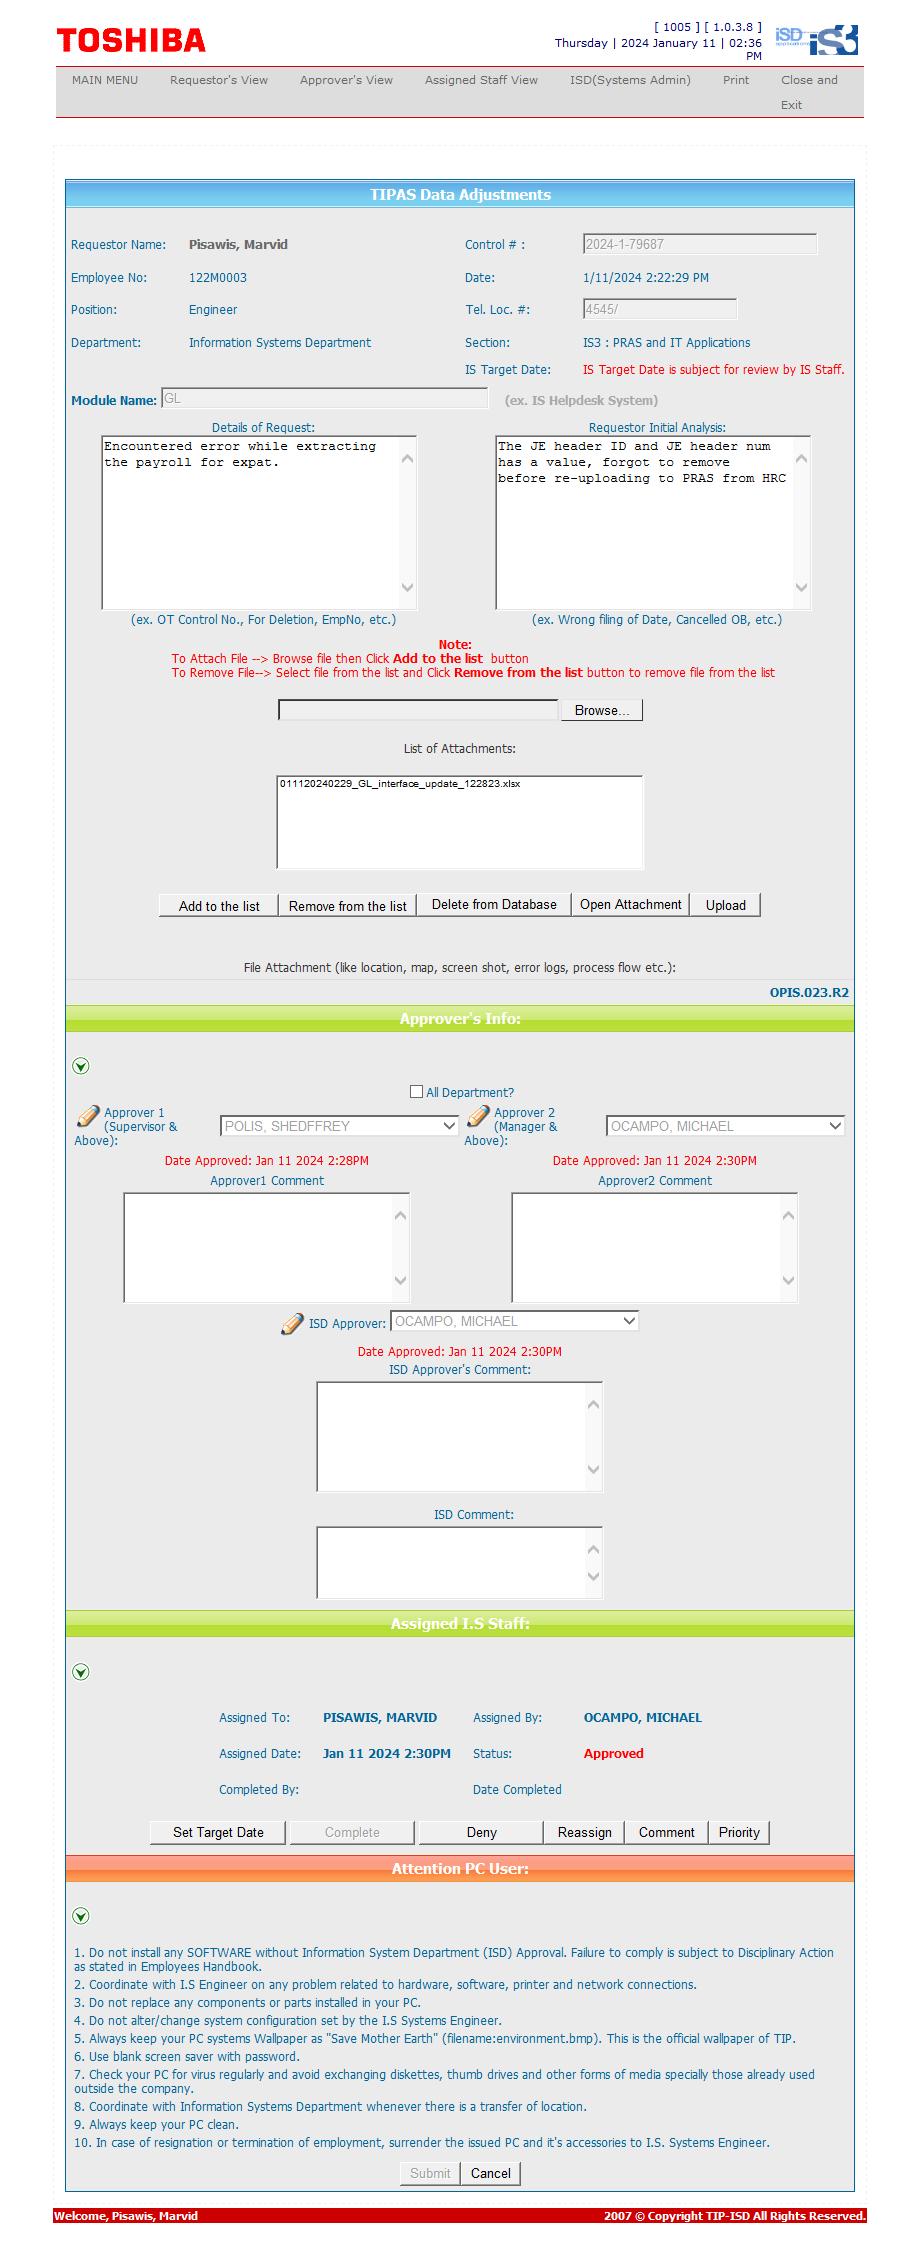 TOSHIBA
[ 1005 ] [ 1.0.3.8 ]
Thursday | 2024 January 11 | 02:36
PM
ISD
iS3
MAIN MENU Requestor's View Approver's View Assigned Staff View ISD(Systems Admin) Print Close and
Exit
TIPAS Data Adjustments
Requestor Name: Pisawis, Marvid Control # : 2024-1-79687
Employee No: 122M0003 Date: 1/11/2024 2:22:29 PM
Position: Engineer Tel. Loc. #: 4545/
Department: Information Systems Department Section: IS3 : PRAS and IT Applications
IS Target Date: IS Target Date is subject for review by IS Staff.
Module Name: GL (ex. IS Helpdesk System)
Details of Request: Requestor Initial Analysis:
Encountered error while extracting
the payroll for expat.
The JE header ID and JE header num
has a value, forgot to remove
before re-uploading to PRAS from HRC
(ex. OT Control No., For Deletion, EmpNo, etc.) (ex. Wrong filing of Date, Cancelled OB, etc.)
Note:
To Attach File --> Browse file then Click Add to the list button
To Remove File--> Select file from the list and Click Remove from the list button to remove file from the list
Browse...
List of Attachments:
011120240229_GL_interface_update_122823.xlsx
Add to the list Remove from the list Delete from Database Open Attachment Upload
File Attachment (like location, map, screen shot, error logs, process flow etc.):
OPIS.023.R2
Approver's Info:
All Department?
Approver 1
(Supervisor &
Above):
POLIS, SHEDFFREY
Approver 2
(Manager &
Above):
OCAMPO, MICHAEL
Date Approved: Jan 11 2024 2:28PM Date Approved: Jan 11 2024 2:30PM
Approver1 Comment Approver2 Comment
ISD Approver: OCAMPO, MICHAEL
Date Approved: Jan 11 2024 2:30PM
ISD Approver's Comment:
ISD Comment:
Assigned I.S Staff:
Assigned To: PISAWIS, MARVID Assigned By: OCAMPO, MICHAEL
Assigned Date: Jan 11 2024 2:30PM Status: Approved
Completed By: Date Completed
Set Target Date Complete Deny Reassign Comment Priority
Attention PC User:
1. Do not install any SOFTWARE without Information System Department (ISD) Approval. Failure to comply is subject to Disciplinary Action
as stated in Employees Handbook.
2. Coordinate with I.S Engineer on any problem related to hardware, software, printer and network connections.
3. Do not replace any components or parts installed in your PC.
4. Do not alter/change system configuration set by the I.S Systems Engineer.
5. Always keep your PC systems Wallpaper as "Save Mother Earth" (filename:environment.bmp). This is the official wallpaper of TIP.
6. Use blank screen saver with password.
7. Check your PC for virus regularly and avoid exchanging diskettes, thumb drives and other forms of media specially those already used
outside the company.
8. Coordinate with Information Systems Department whenever there is a transfer of location.
9. Always keep your PC clean.
10. In case of resignation or termination of employment, surrender the issued PC and it's accessories to I.S. Systems Engineer.
Submit Cancel
Welcome, Pisawis, Marvid 2007 © Copyright TIP-ISD All Rights Reserved.